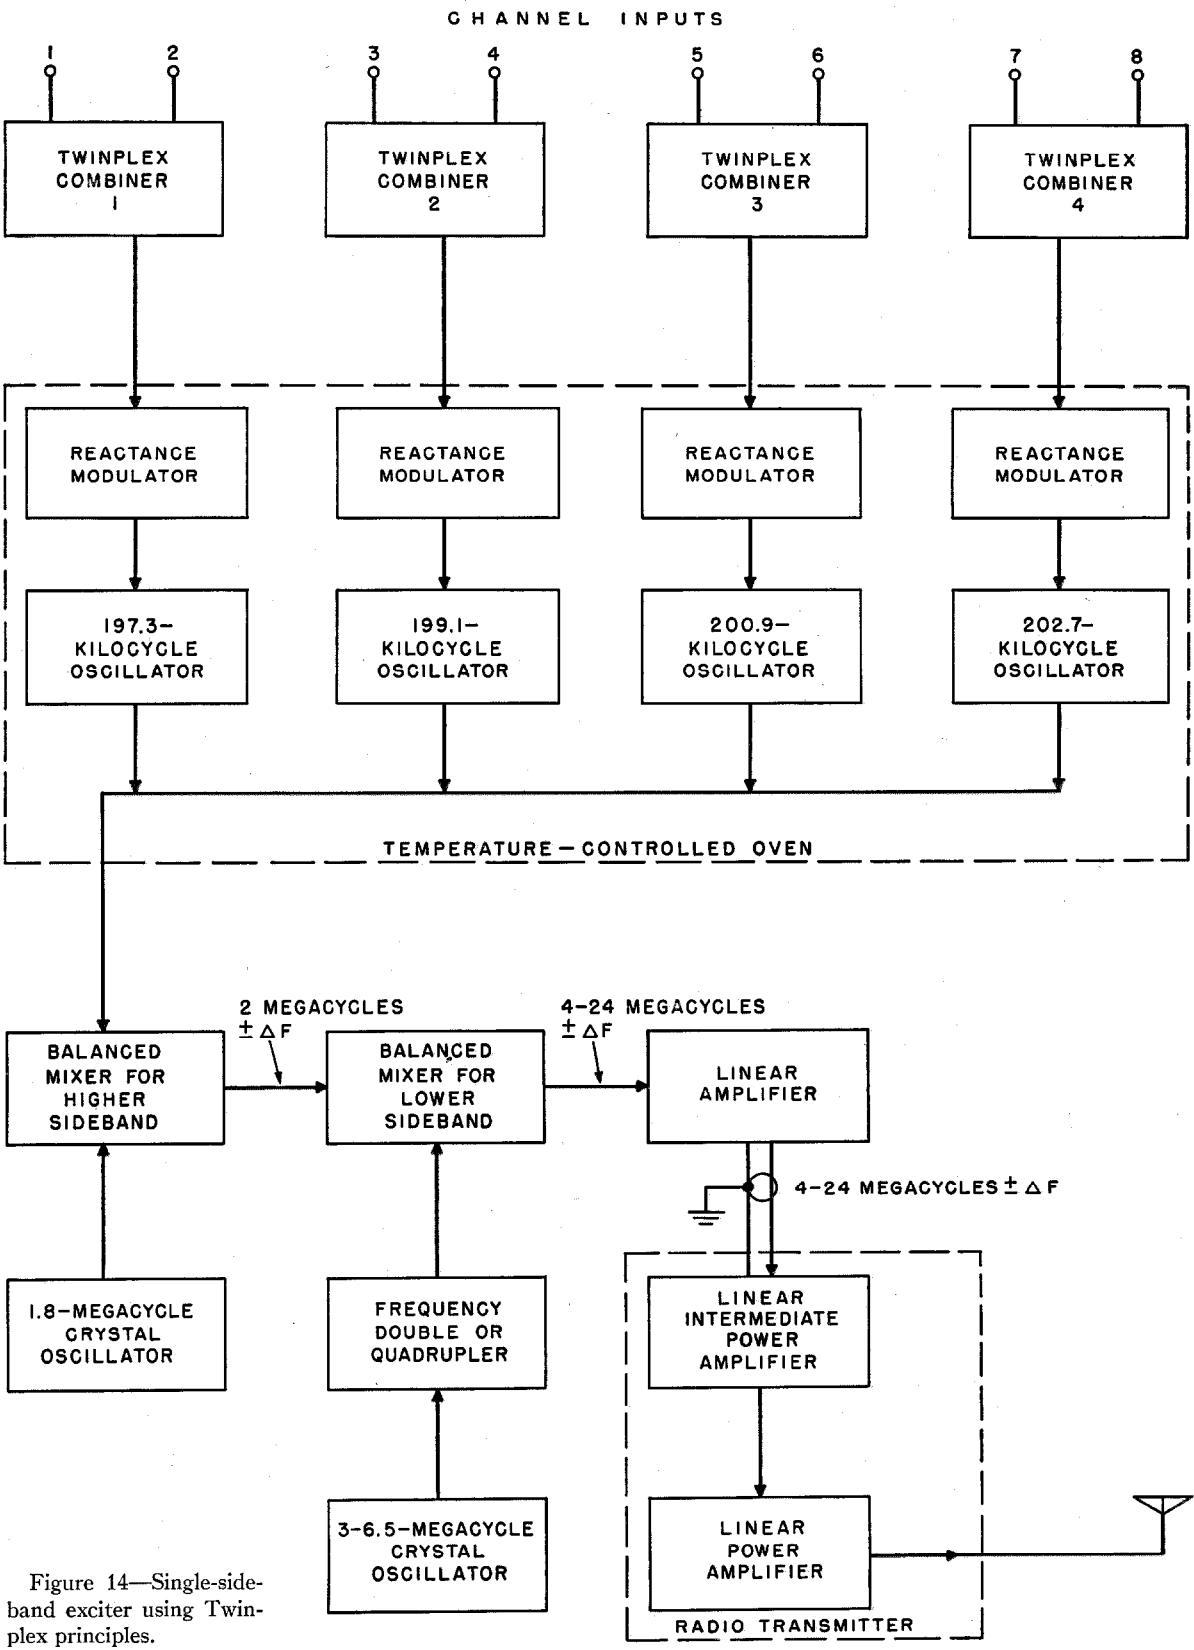 CHANNEL INPUTS
1 2 3 4 5 6 7 8
TWINPLEX
COMBINER
1
TWINPLEX
COMBINER
2
TWINPLEX
COMBINER
3
TWINPLEX
COMBINER
4
REACTANCE
MODULATOR
REACTANCE
MODULATOR
REACTANCE
MODULATOR
REACTANCE
MODULATOR
197.3-
KILOCYCLE
OSCILLATOR
199.1-
KILOCYCLE
OSCILLATOR
200.9-
KILOCYCLE
OSCILLATOR
202.7-
KILOCYCLE
OSCILLATOR
TEMPERATURE-CONTROLLED OVEN
2 MEGACYCLES
± △ F
4-24 MEGACYCLES
± △ F
BALANCED
MIXER FOR
HIGHER
SIDEBAND
BALANCED
MIXER FOR
LOWER
SIDEBAND
LINEAR
AMPLIFIER
4-24 MEGACYCLES ± △ F
1.8-MEGACYCLE
CRYSTAL
OSCILLATOR
FREQUENCY
DOUBLE OR
QUADRUPLER
LINEAR
INTERMEDIATE
POWER
AMPLIFIER
3-6.5-MEGACYCLE
CRYSTAL
OSCILLATOR
LINEAR
POWER
AMPLIFIER
RADIO TRANSMITTER
Figure 14—Single-side-
band exciter using Twin-
plex principles.